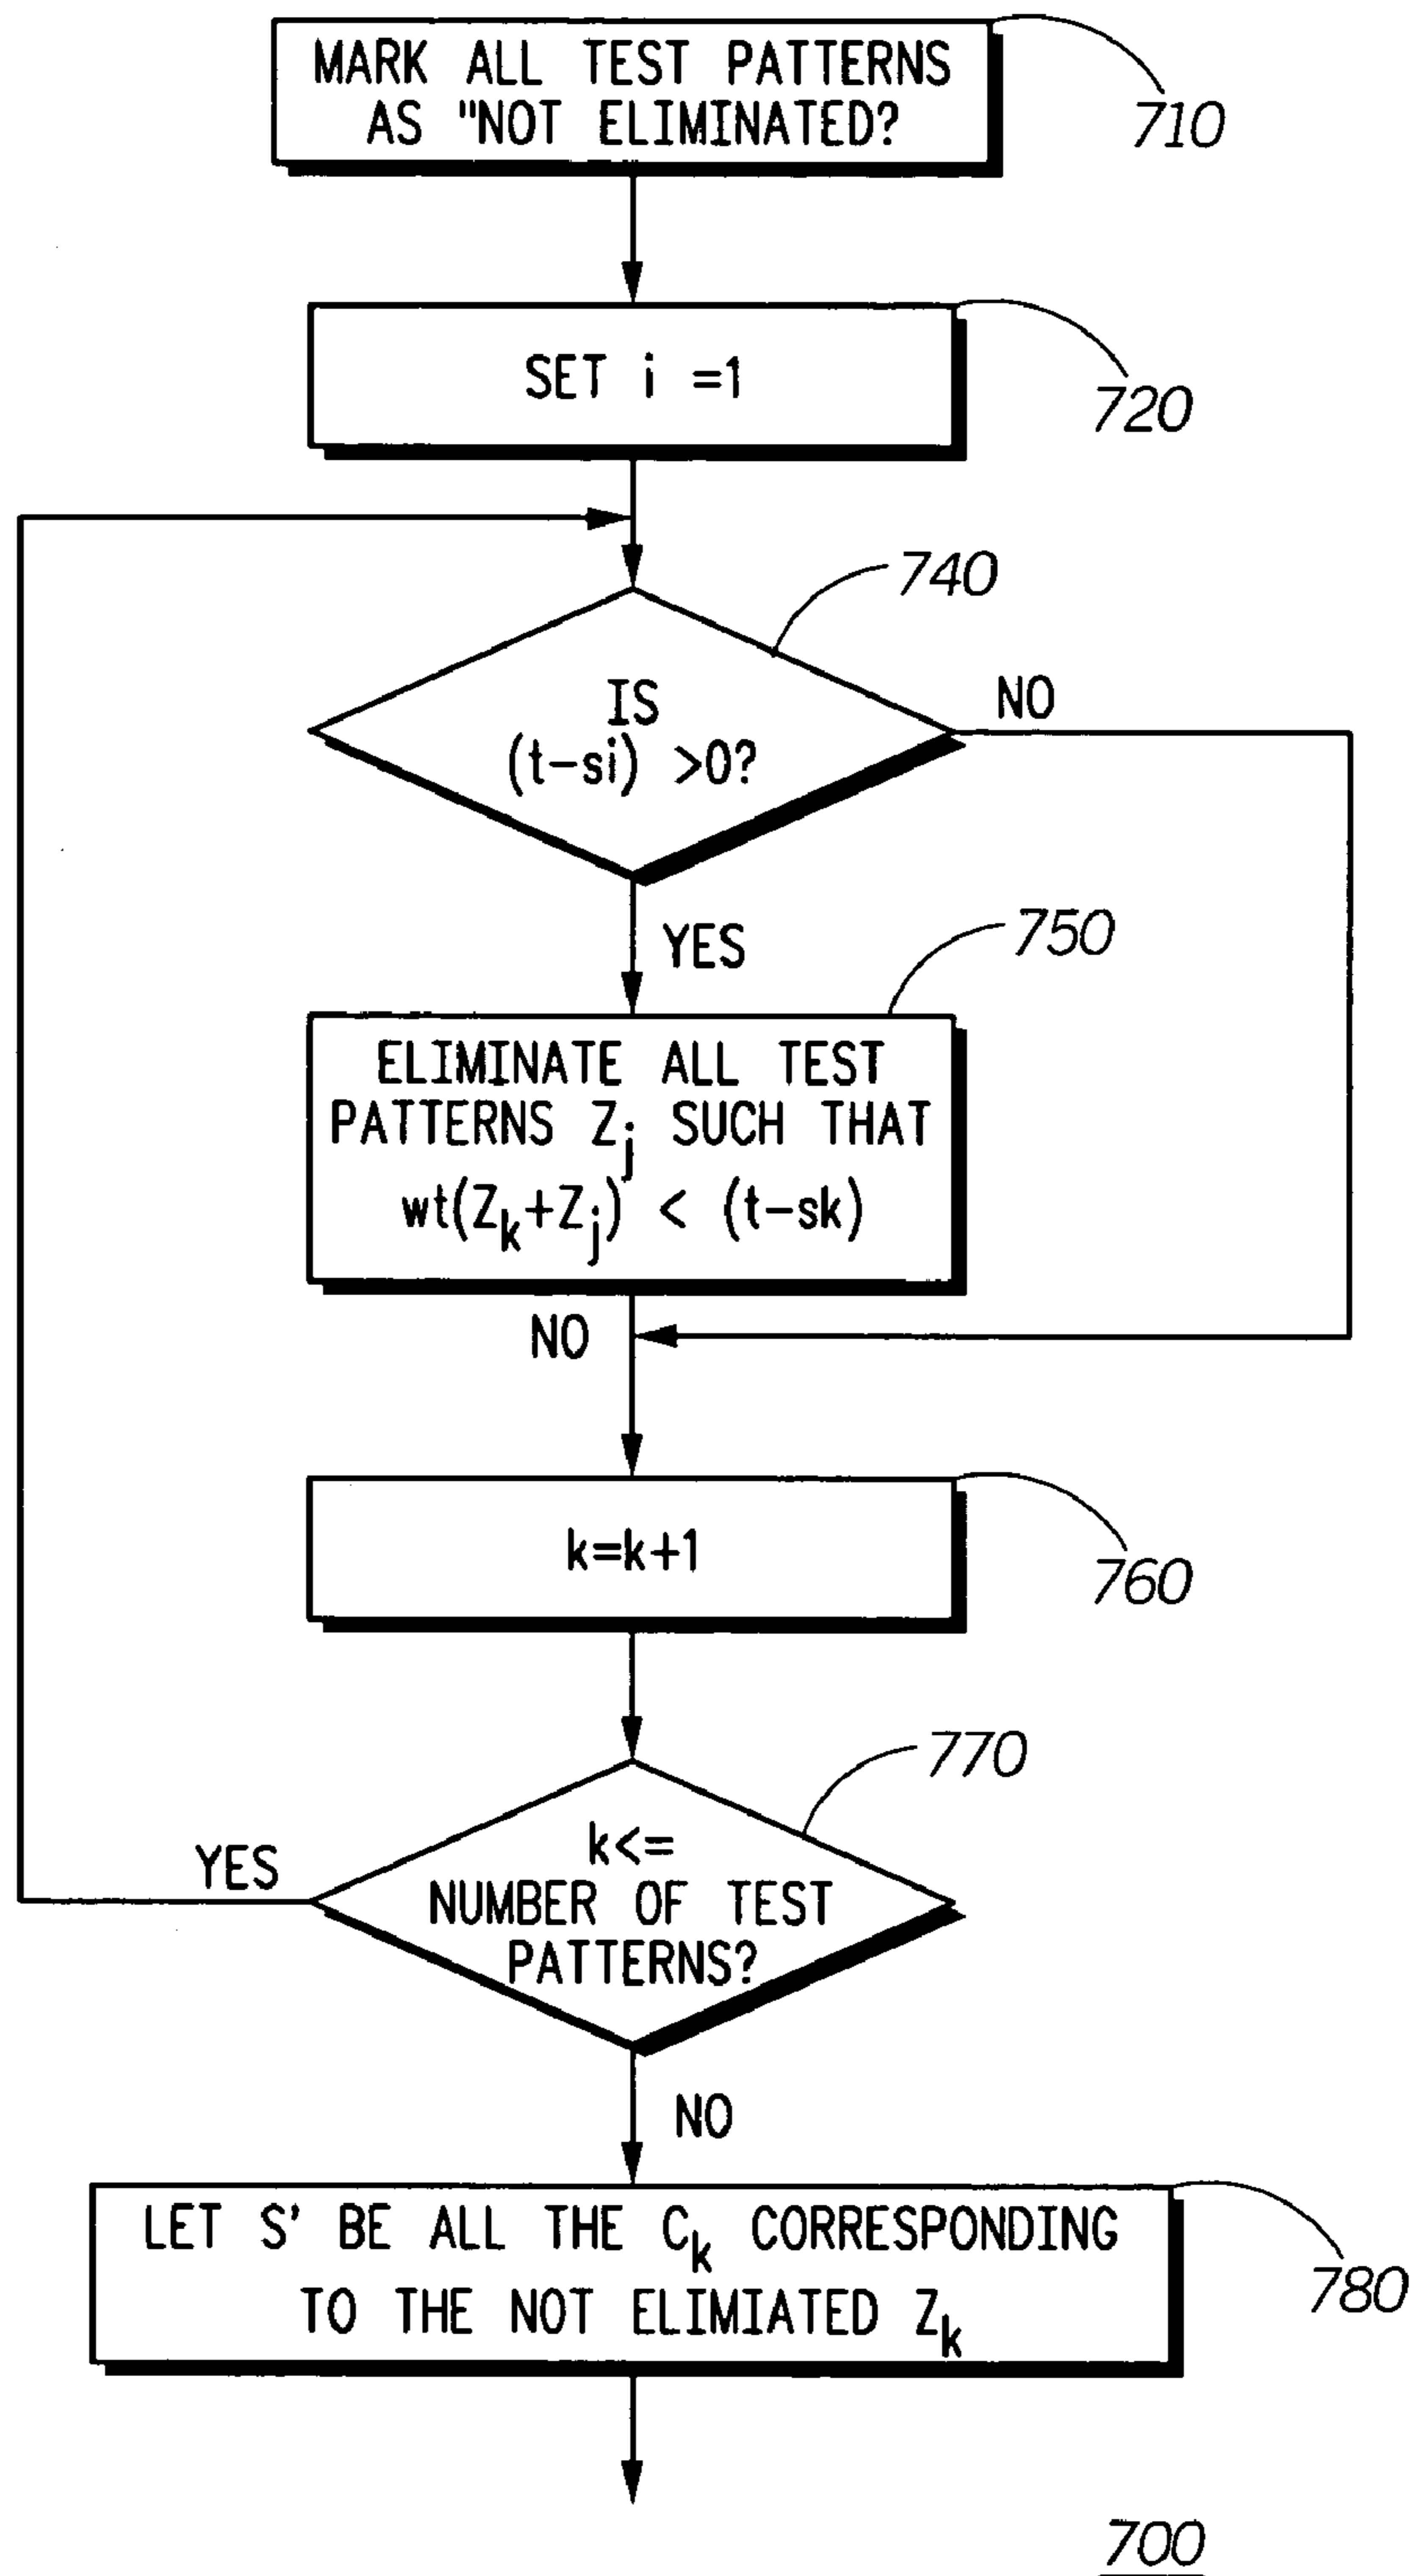 MARK ALL TEST PATTERNS
AS "NOT ELIMINATED?
710
SET i =1
720
740
IS
(t-si) >0?
NO
YES
750
ELIMINATE ALL TEST
PATTERNS Zj SUCH THAT
wt(Zk+Zj) < (t-sk)
NO
k=k+1
760
770
k<=
NUMBER OF TEST
PATTERNS?
YES
NO
LET S' BE ALL THE Ck CORRESPONDING
TO THE NOT ELIMIATED Zk
780
700